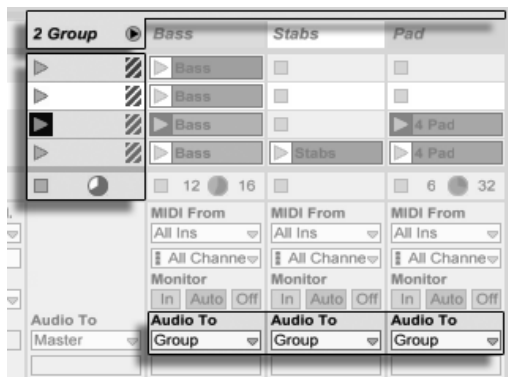 2 Group Bass Stabs Pad
Bass
Bass
Bass 4 Pad
Bass Stabs 4 Pad
12 16 6 32
MIDI From MIDI From MIDI From
All Ins All Ins All Ins
All Channe All Channe All Channe
Monitor Monitor Monitor
In Auto Off In Auto Off In Auto Off
Audio To Audio To Audio To Audio To
Master Group Group Group